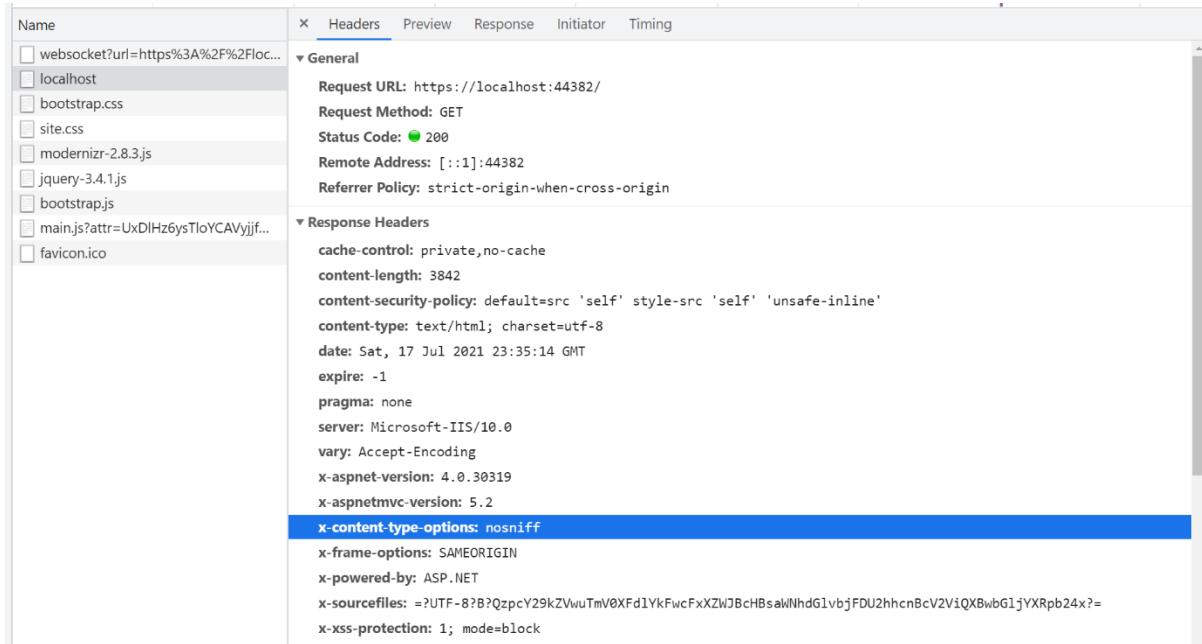 Name
websocket?url=https%3A%2F%2Floc...
localhost
bootstrap.css
site.css
modernizr-2.8.3.js
jquery-3.4.1.js
bootstrap.js
main.js?attr=UxDlHz6ysTloYCAVyjjf...
favicon.ico
× Headers Preview Response Initiator Timing
▼ General
Request URL: https://localhost:44382/
Request Method: GET
Status Code: 200
Remote Address: [::1]:44382
Referrer Policy: strict-origin-when-cross-origin
▼ Response Headers
cache-control: private,no-cache
content-length: 3842
content-security-policy: default=src 'self' style-src 'self' 'unsafe-inline'
content-type: text/html; charset=utf-8
date: Sat, 17 Jul 2021 23:35:14 GMT
expire: -1
pragma: none
server: Microsoft-IIS/10.0
vary: Accept-Encoding
x-aspnet-version: 4.0.30319
x-aspnetmvc-version: 5.2
x-content-type-options: nosniff
x-frame-options: SAMEORIGIN
x-powered-by: ASP.NET
x-sourcefiles: =?UTF-8?B?QzpcY29kZVwuTmV0XFdlYkFwcFxXZWJBcHBsaWNhdGlvbjFDU2hhcnBcV2ViQXBwbGljYXRpb24x?=
x-xss-protection: 1; mode=block